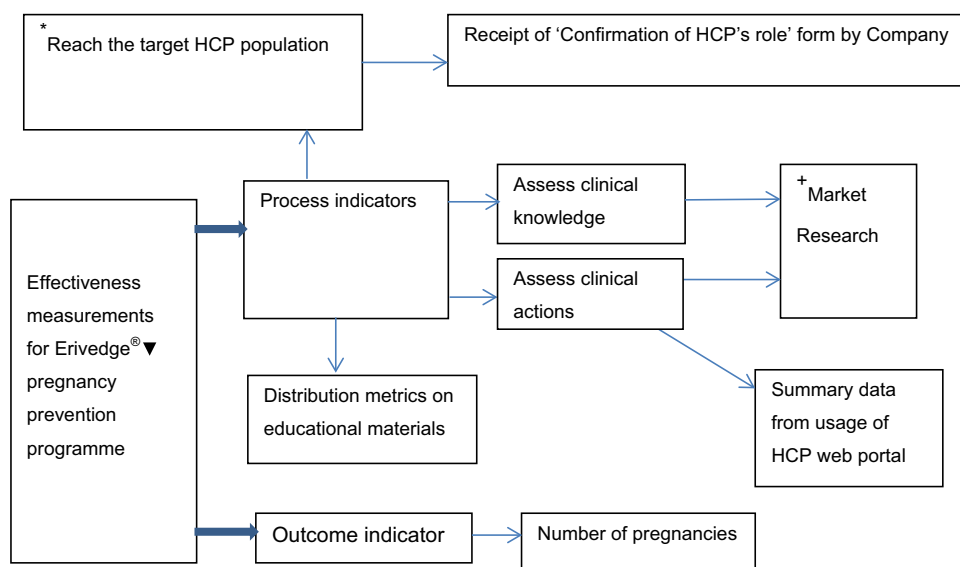 *Reach the target HCP population
Receipt of ‘Confirmation of HCP’s role’ form by Company
Process indicators
Assess clinical
knowledge
+Market
Research
Effectiveness
measurements
for Erivedge®▼
pregnancy
prevention
programme
Assess clinical
actions
Distribution metrics on
educational materials
Summary data
from usage of
HCP web portal
Outcome indicator
Number of pregnancies